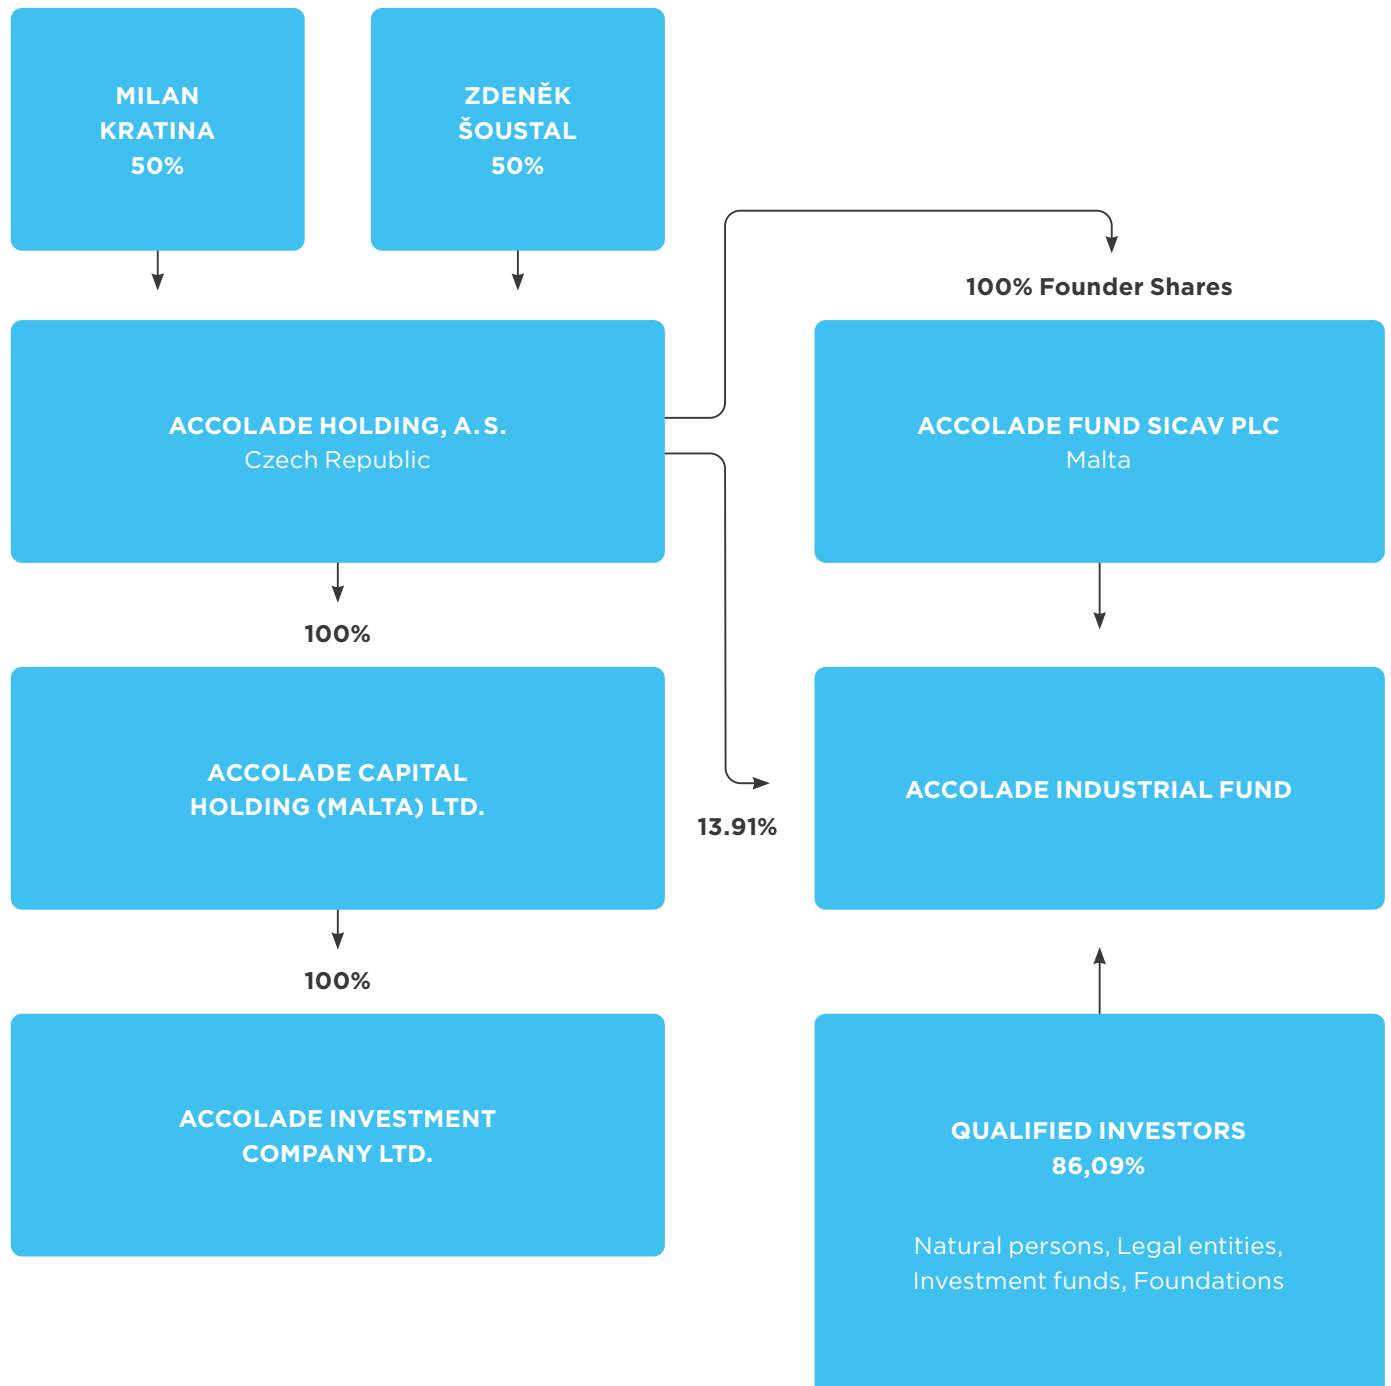 MILAN
KRATINA
50%
ZDENĚK
ŠOUSTAL
50%
100% Founder Shares
ACCOLADE HOLDING, A.S.
Czech Republic
ACCOLADE FUND SICAV PLC
Malta
100%
ACCOLADE CAPITAL
HOLDING (MALTA) LTD.
13.91%
ACCOLADE INDUSTRIAL FUND
100%
ACCOLADE INVESTMENT
COMPANY LTD.
QUALIFIED INVESTORS
86,09%
Natural persons, Legal entities,
Investment funds, Foundations